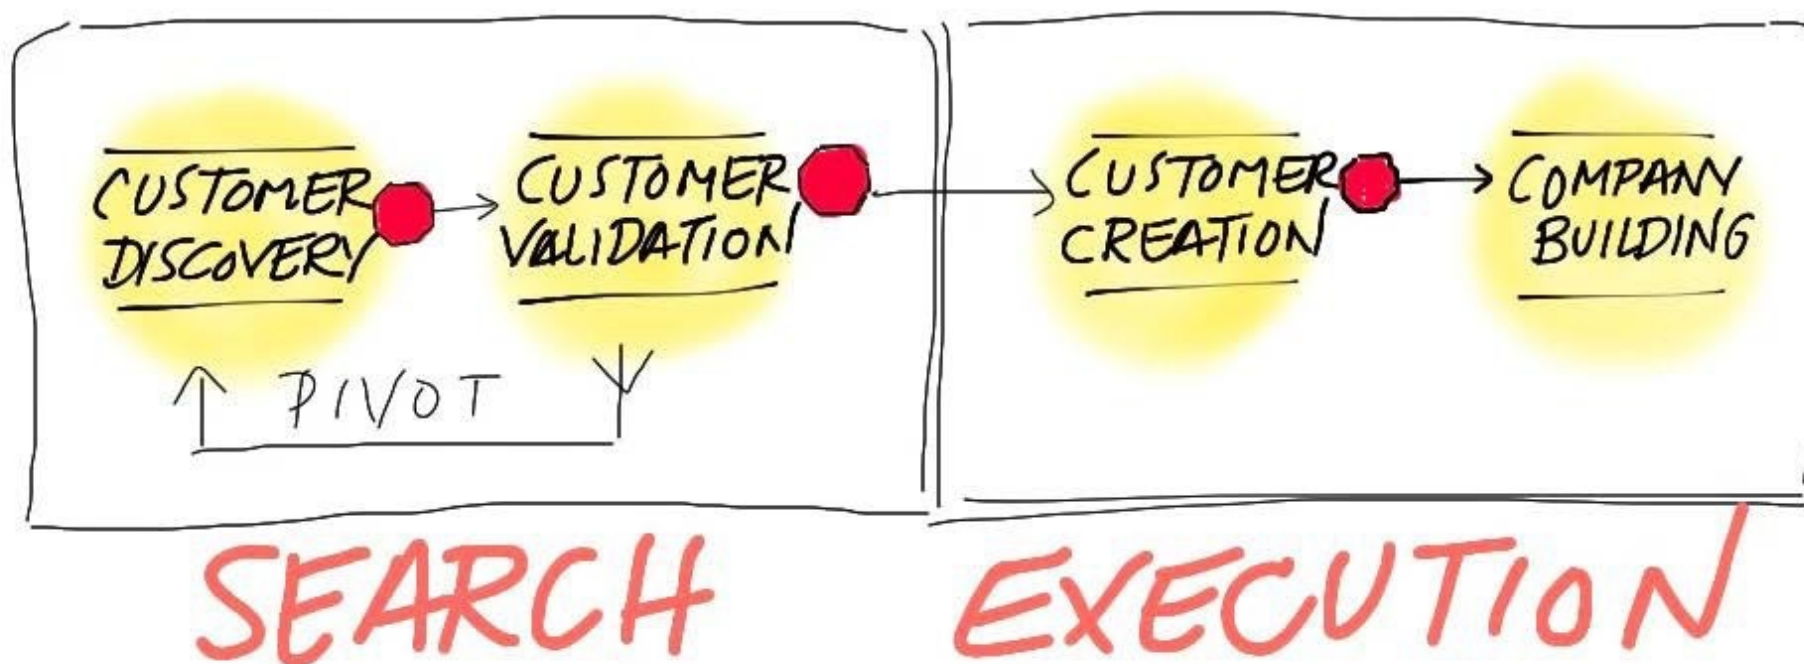 CUSTOMER
DISCOVERY
CUSTOMER
VALIDATION
CUSTOMER
CREATION
COMPANY
BUILDING
PIVOT
SEARCH
EXECUTION